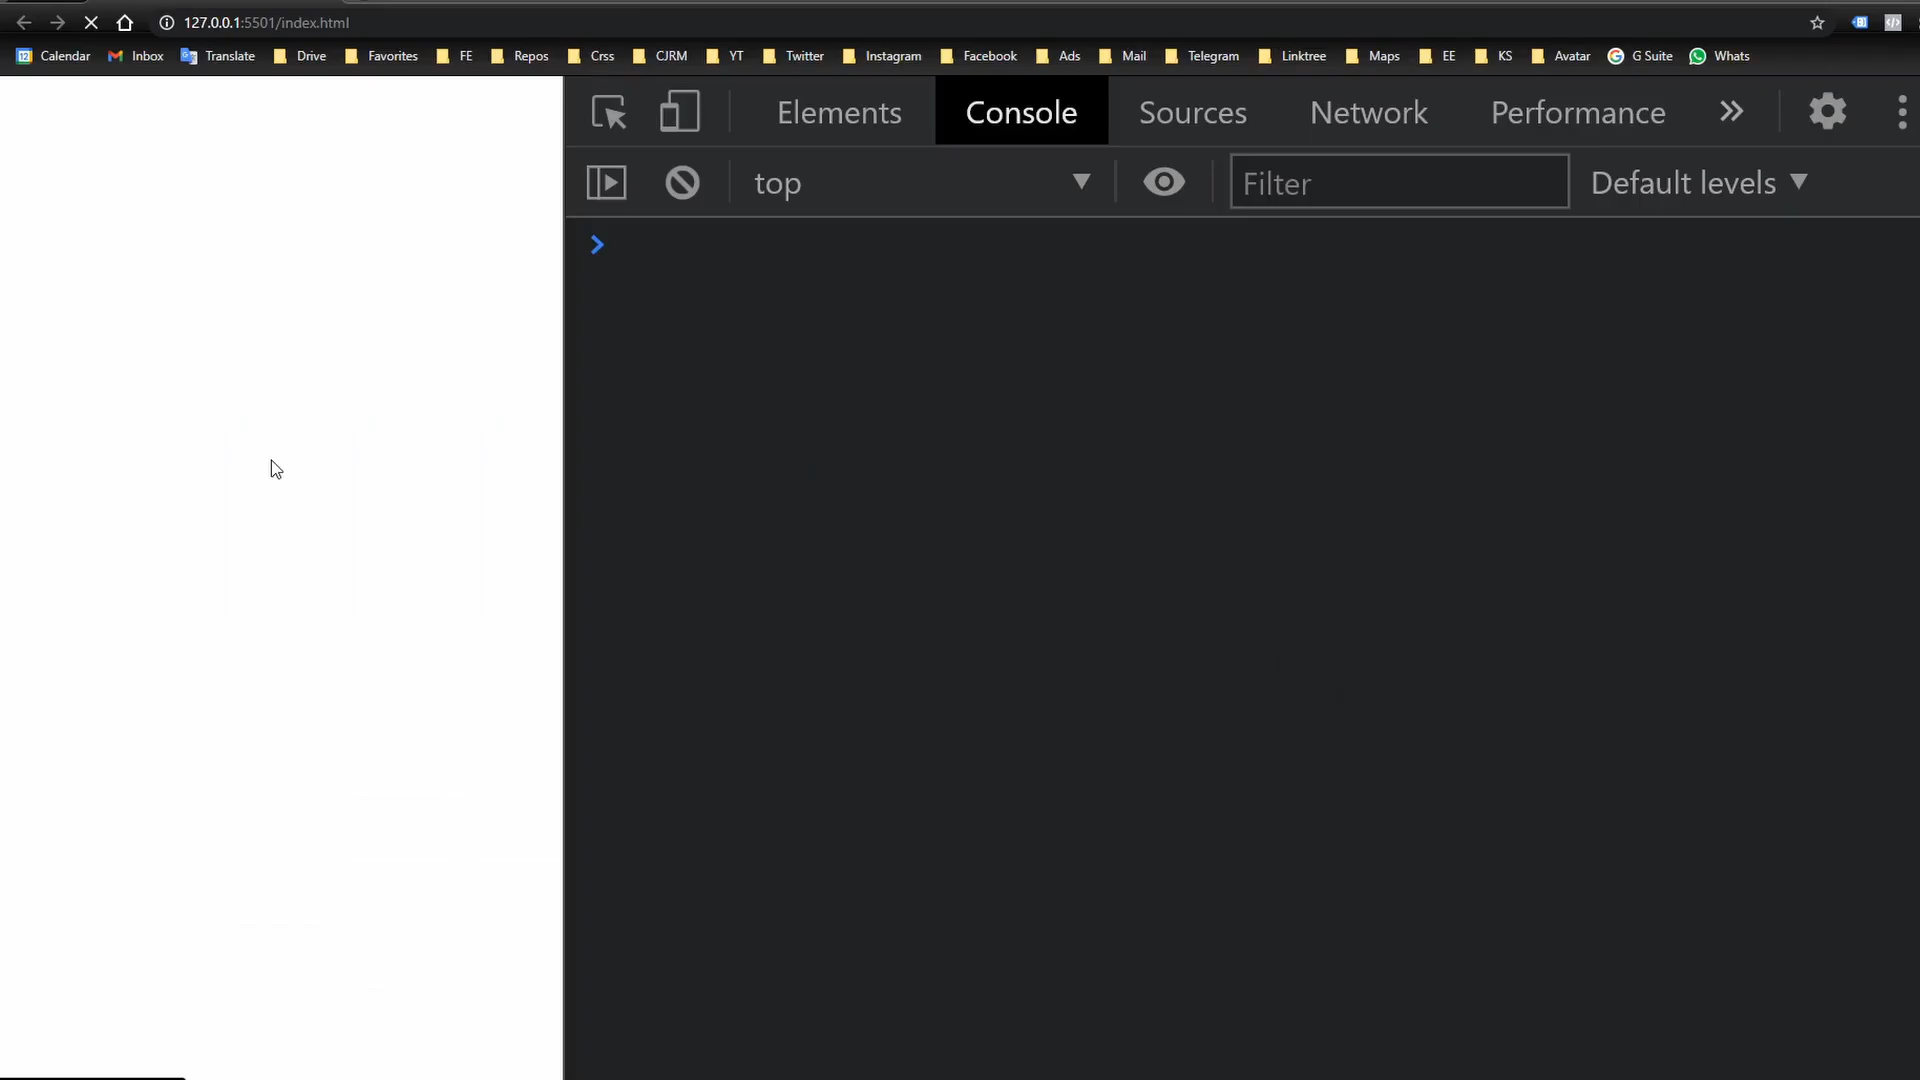 127.0.0.1:5501/index.html
12 Calendar Inbox Translate Drive Favorites FE Repos Crss CJRM YT Twitter Instagram Facebook Ads Mail Telegram Linktree Maps EE KS Avatar G Suite Whats
Elements Console Sources Network Performance
top Filter Default levels